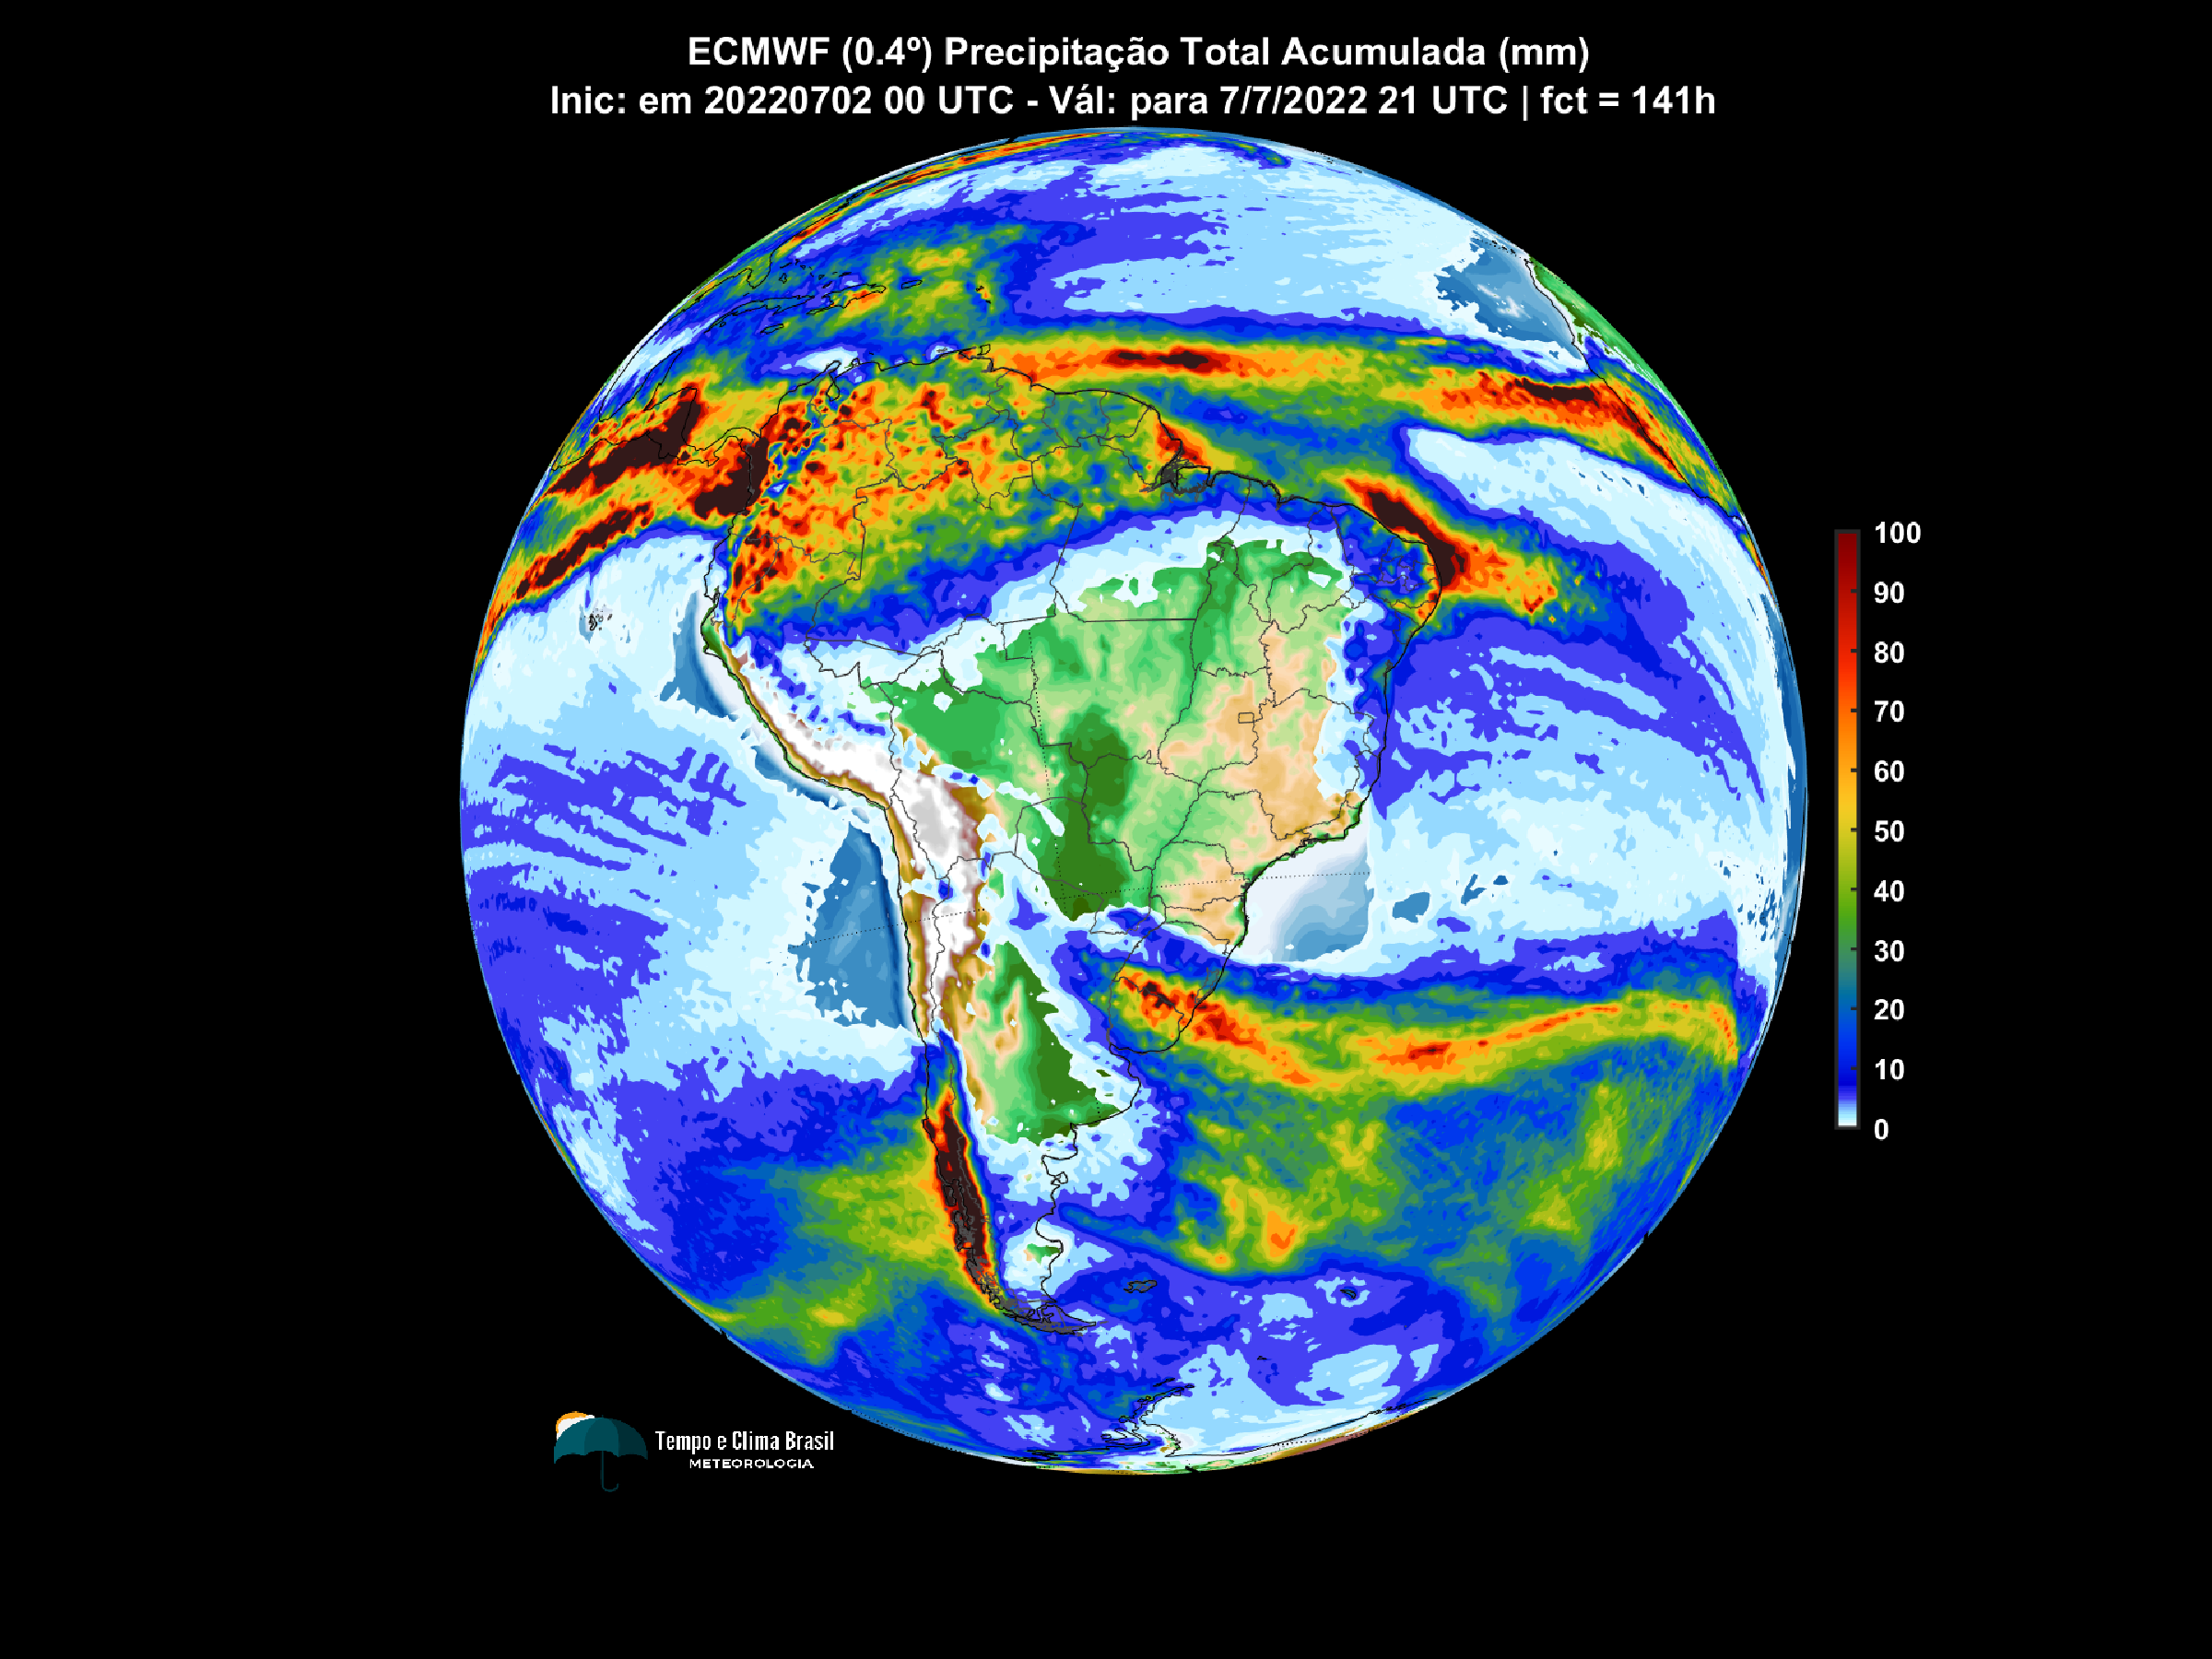 ECMWF (0.4º) Precipitação Total Acumulada (mm)
Inic: em 20220702 00 UTC - Vál: para 7/7/2022 21 UTC | fct = 141h
100
90
80
70
60
50
40
30
20
10
0
Tempo e Clima Brasil
METEOROLOGIA